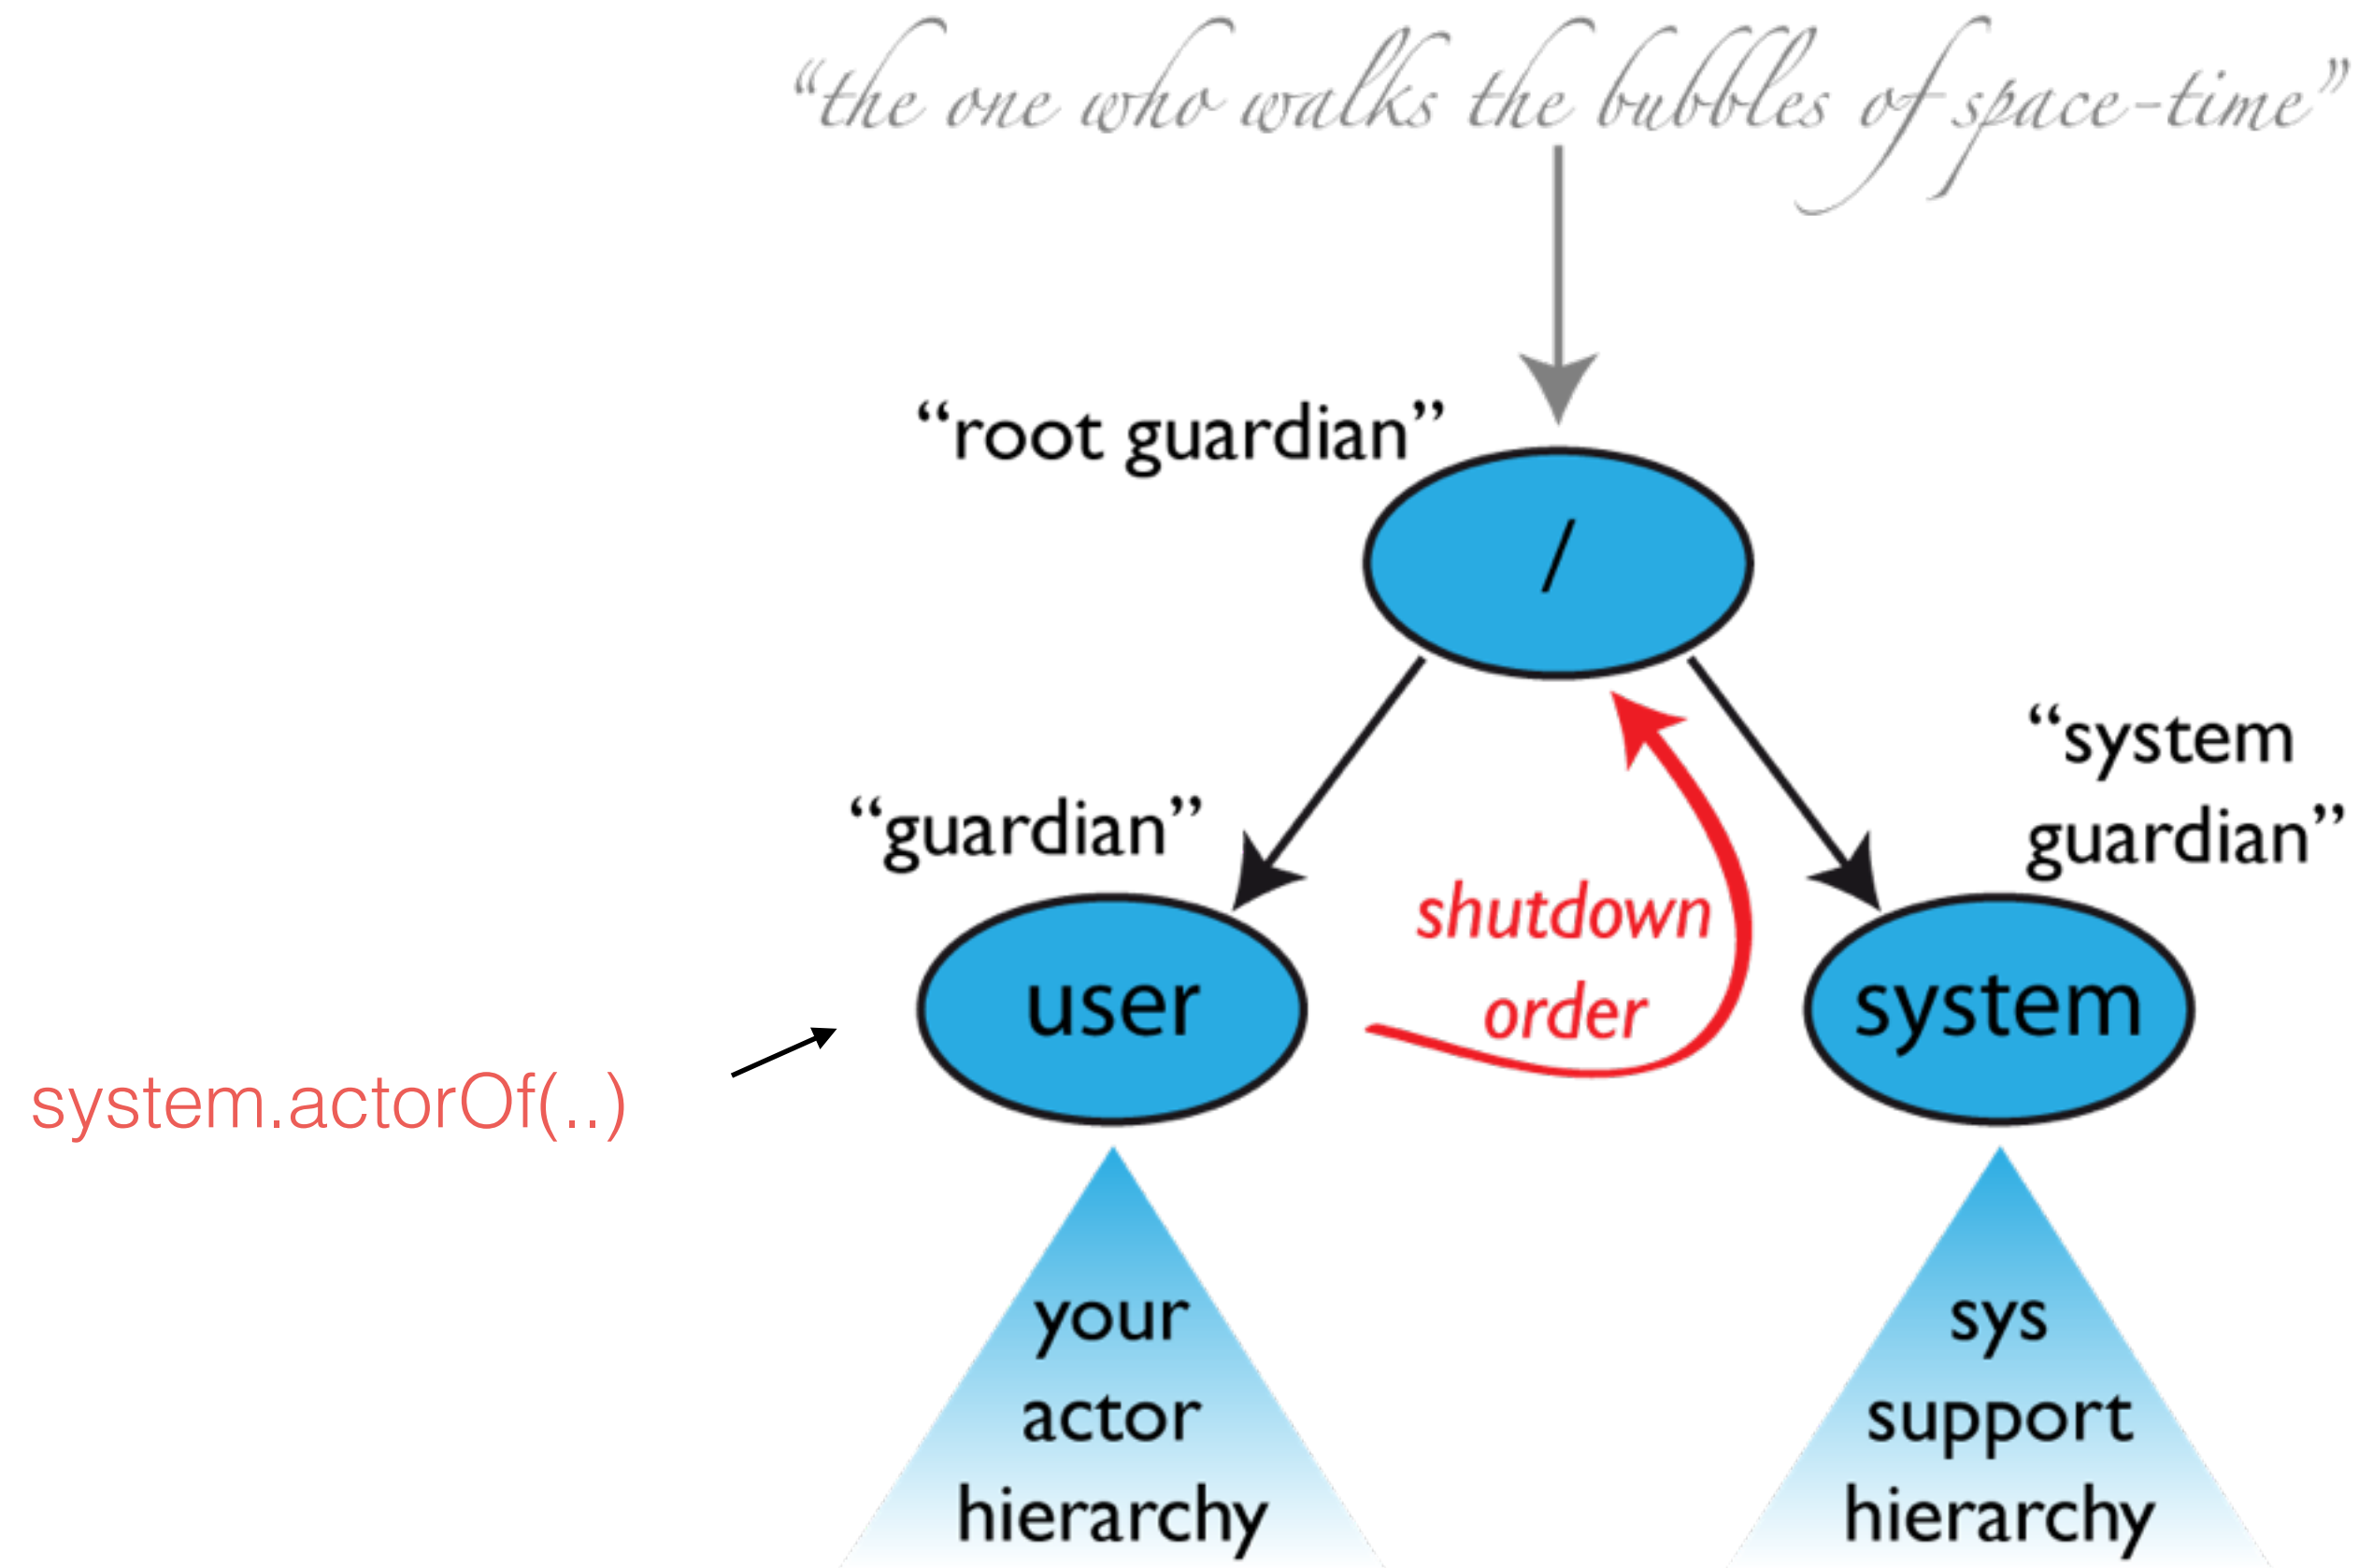 “the one who walks the bubbles of space-time”
“root guardian”
/
“system
guardian”
“guardian”
shutdown
order
user
system
system.actorOf(..)
your
actor
hierarchy
sys
support
hierarchy